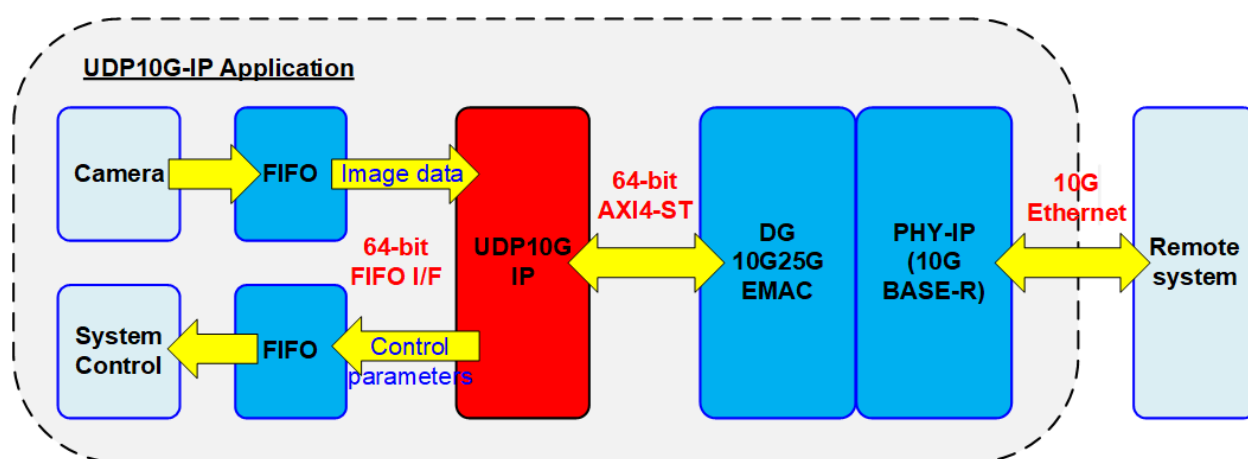 UDP10G-IP Application
Camera
FIFO
Image data
64-bit
FIFO I/F
System
Control
FIFO
Control
parameters
UDP10G
IP
64-bit
AXI4-ST
DG
10G25G
EMAC
PHY-IP
(10G
BASE-R)
10G
Ethernet
Remote
system